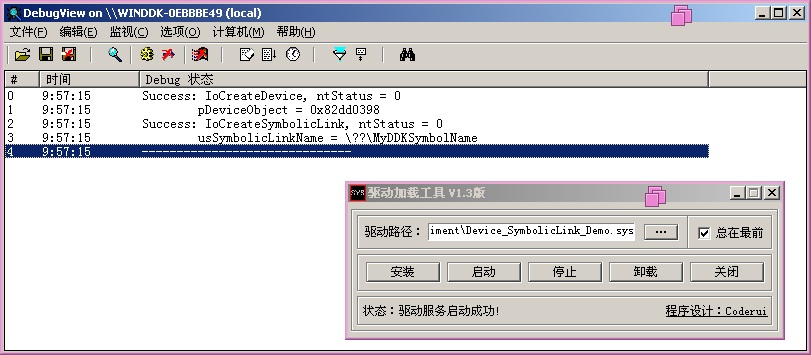 DebugView on \\WINDDK-0EBBBE49 (local)
文件(F) 编辑(E) 监视(C) 选项(O) 计算机(M) 帮助(H)
# 时间 Debug 状态
0 9:57:15 Success: IoCreateDevice, ntStatus = 0
1 9:57:15 pDeviceObject = 0x82dd0398
2 9:57:15 Success: IoCreateSymbolicLink, ntStatus = 0
3 9:57:15 usSymbolicLinkName = \??\MyDDKSymbolName
4 9:57:15 ------------------------------
SYS 驱动加载工具 V1.3版
驱动路径： iment\Device_SymbolicLink_Demo.sys ... 总在最前
安装 启动 停止 卸载 关闭
状态：驱动服务启动成功! 程序设计：Coderui